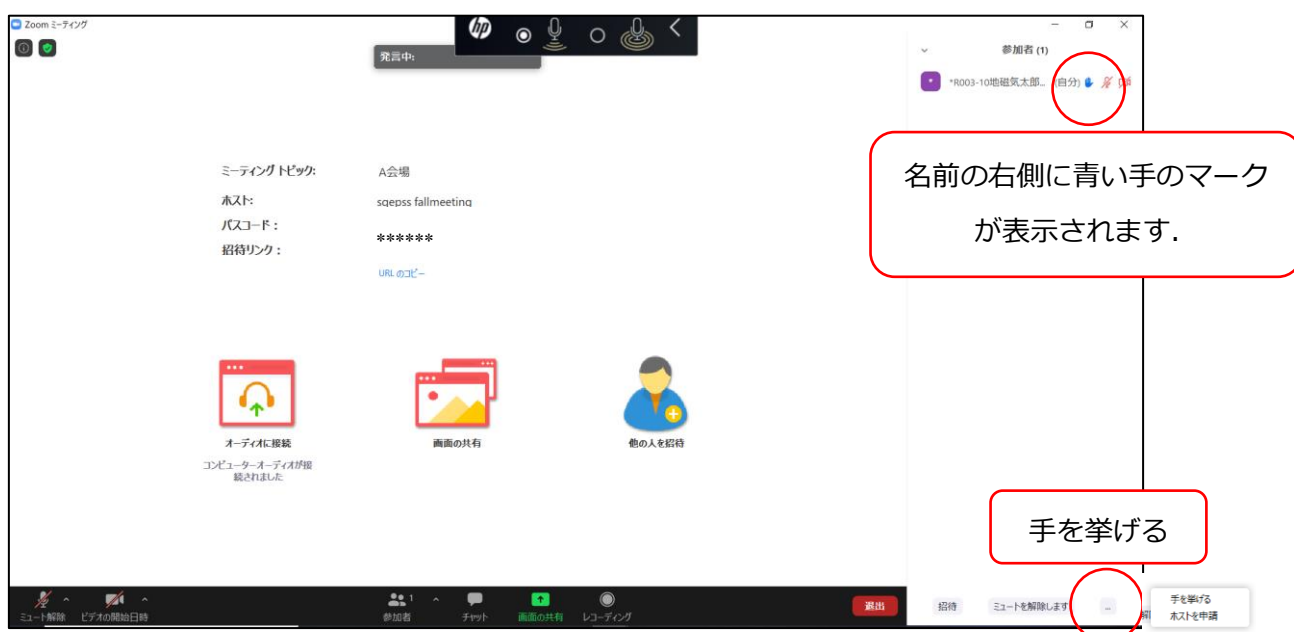 Zoom ミーティング
hp
発言中:
参加者 (1)
*R003-10地磁気太郎... (自分)
名前の右側に青い手のマーク
が表示されます.
ミーティング トピック:
A会場
ホスト:
sgepss fallmeeting
パスコード:
******
招待リンク:
URL のコピー
オーディオに接続
コンピューターオーディオが接
続されました
画面の共有
他の人を招待
手を挙げる
ミュート解除
ビデオの開始日時
1
参加者
チャット
画面の共有
レコーディング
退出
招待
ミュートを解除します
...
手を挙げる
ホストを申請